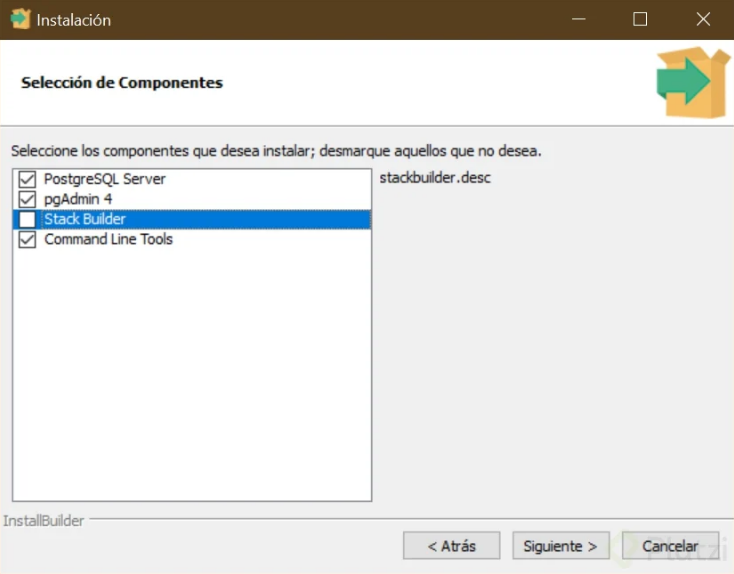 Instalación
Selección de Componentes
Seleccione los componentes que desea instalar; desmarque aquellos que no desea.
PostgreSQL Server
stackbuilder.desc
pgAdmin 4
Stack Builder
Command Line Tools
InstallBuilder
< Atrás
Siguiente >
Cancelar
Platzi